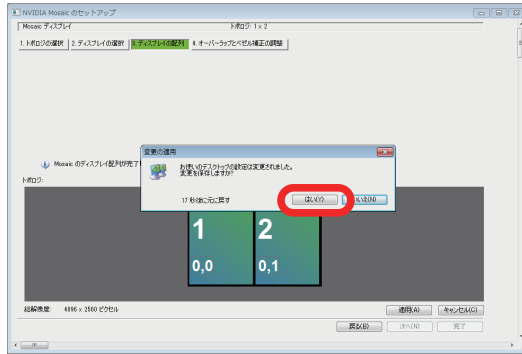 NVIDIA Mosaic のセットアップ
Mosaic ディスプレイ
トポロジ: 1 x 2
1. トポロジの選択
2. ディスプレイの選択
3. ディスプレイの配列
4. オーバーラップとベゼル補正の調整
変更の適用
Mosaic のディスプレイ配列が完了
お使いのデスクトップの設定は変更されました。
変更を保存しますか?
トポロジ:
17 秒後に元に戻す
はい(Y)
いいえ(N)
1
2
0,0
0,1
総解像度: 4096 x 2560 ピクセル
適用(A)
キャンセル(C)
戻る(B)
次へ(N)
完了